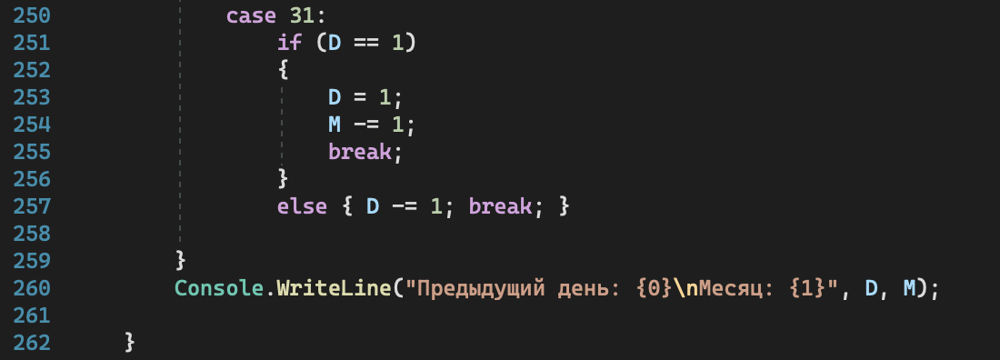 250 case 31:
251 if (D == 1)
252 {
253 D = 1;
254 M -= 1;
255 break;
256 }
257 else { D -= 1; break; }
258
259 }
260 Console.WriteLine("Предыдущий день: {0}\nМесяц: {1}", D, M);
261
262 }